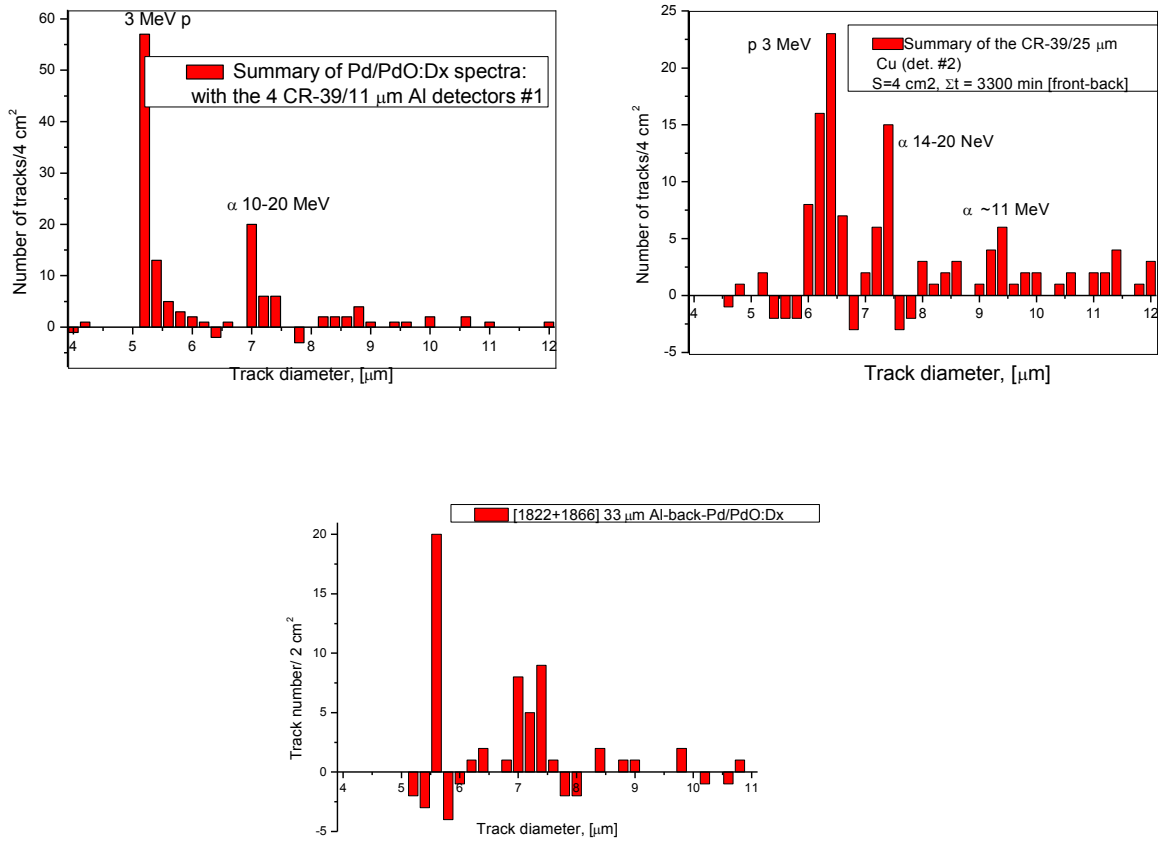 3 MeV p
Summary of Pd/PdO:Dx spectra:
with the 4 CR-39/11 μm Al detectors #1
α 10-20 MeV
Number of tracks/4 cm²
60
50
40
30
20
10
0
4 5 6 7 8 9 10 11 12
Track diameter, [μm]
p 3 MeV
Summary of the CR-39/25 μm
Cu (det. #2)
S=4 cm2, Σt = 3300 min [front-back]
α 14-20 NeV
α ~11 MeV
Number of tracks/4 cm²
25
20
15
10
5
0
-5
4 5 6 7 8 9 10 11 12
Track diameter, [μm]
[1822+1866] 33 μm Al-back-Pd/PdO:Dx
Track number/ 2 cm²
20
15
10
5
0
-5
4 5 6 7 8 9 10 11
Track diameter, [μm]